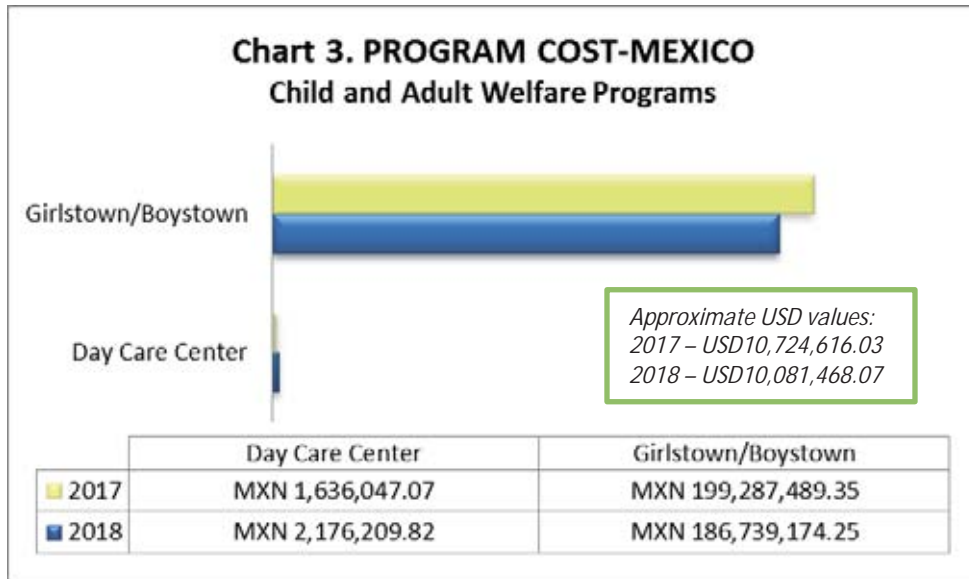 Chart 3. PROGRAM COST-MEXICO
Child and Adult Welfare Programs
Girlstown/Boystown
Day Care Center
Approximate USD values:
2017 – USD10,724,616.03
2018 – USD10,081,468.07
Day Care Center Girlstown/Boystown
2017 MXN 1,636,047.07 MXN 199,287,489.35
2018 MXN 2,176,209.82 MXN 186,739,174.25